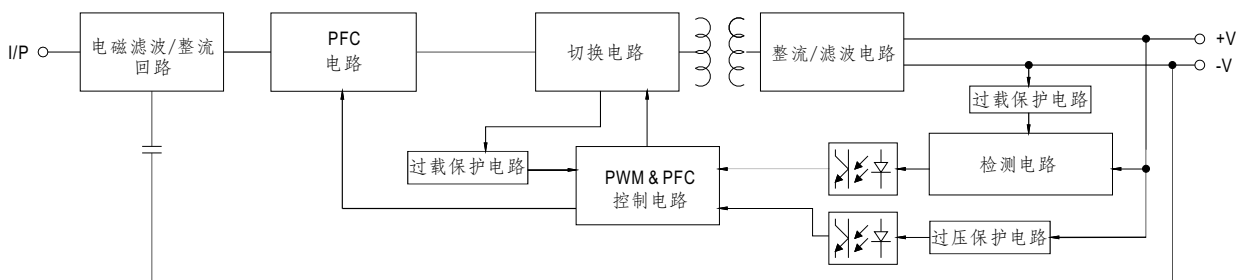 I/P
电磁滤波/整流
回路
PFC
电路
切换电路
整流/滤波电路
+V
-V
过载保护电路
检测电路
过载保护电路
PWM & PFC
控制电路
过压保护电路